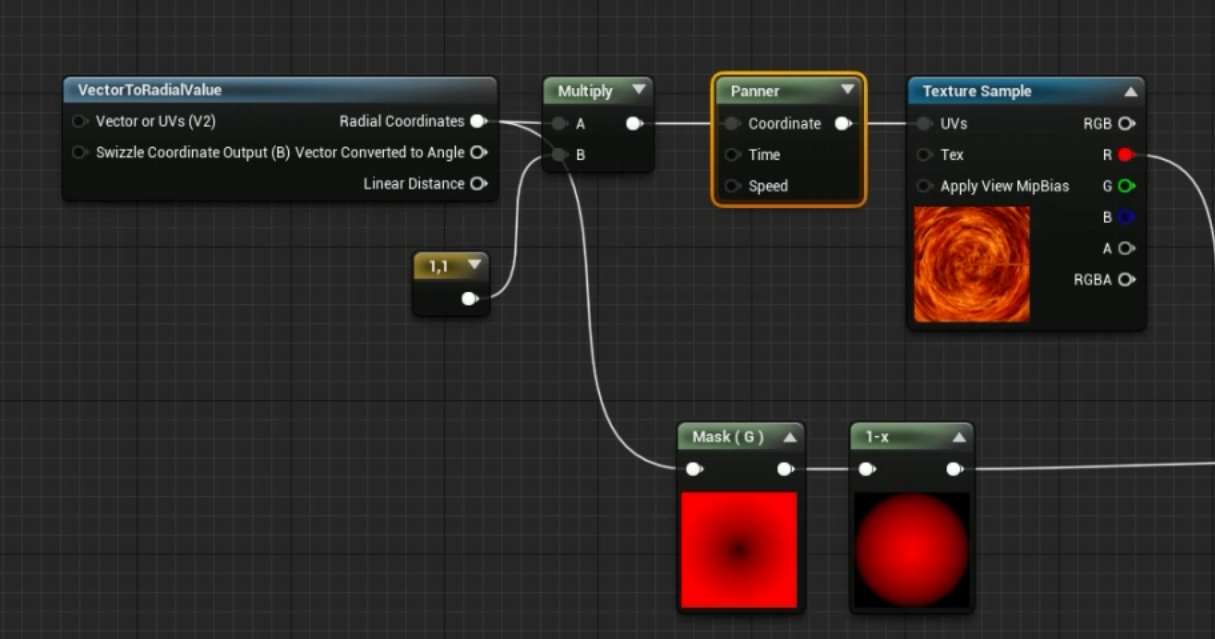 VectorToRadialValue
Vector or UVs (V2)
Radial Coordinates
Swizzle Coordinate Output (B)
Vector Converted to Angle
Linear Distance
Multiply
A
B
1,1
Panner
Coordinate
Time
Speed
Texture Sample
UVs
RGB
Tex
R
Apply View MipBias
G
B
A
RGBA
Mask ( G )
1-x